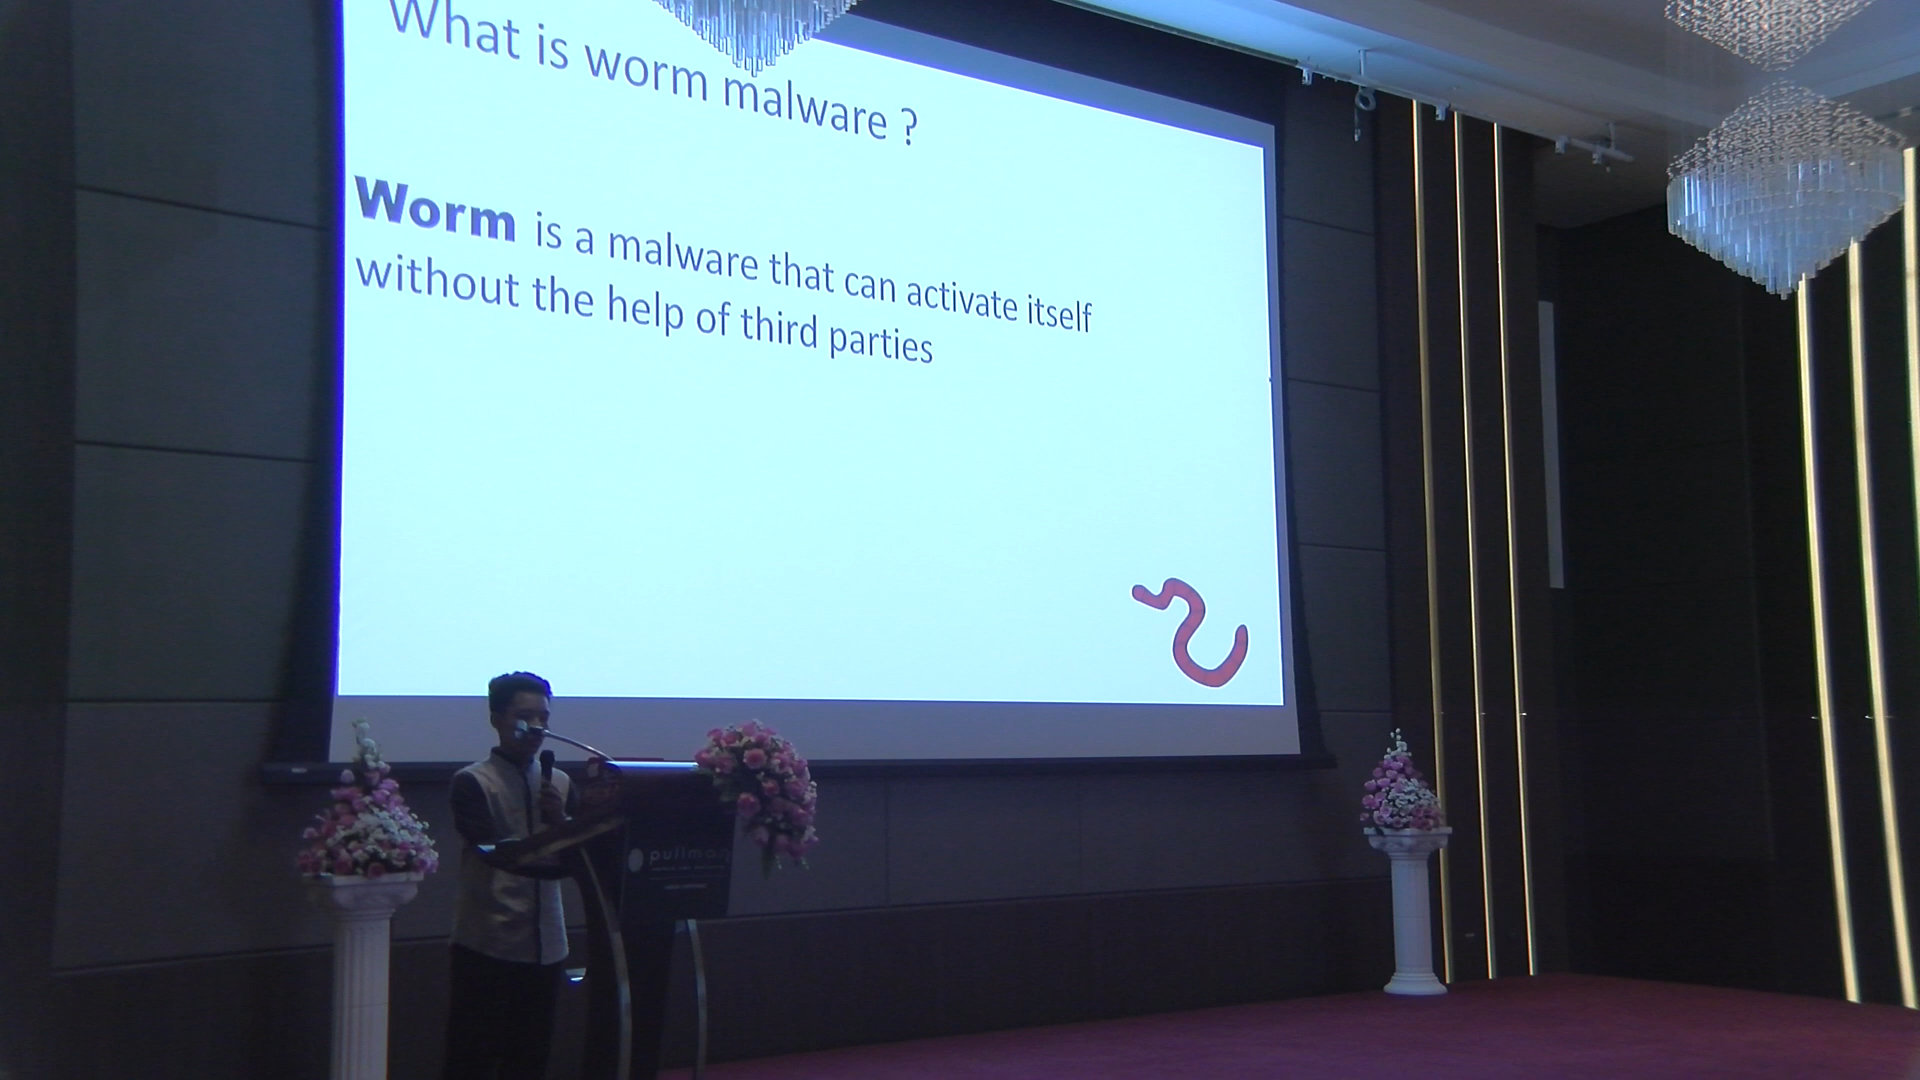 What is worm malware ?
Worm is a malware that can activate itself
without the help of third parties
pullman